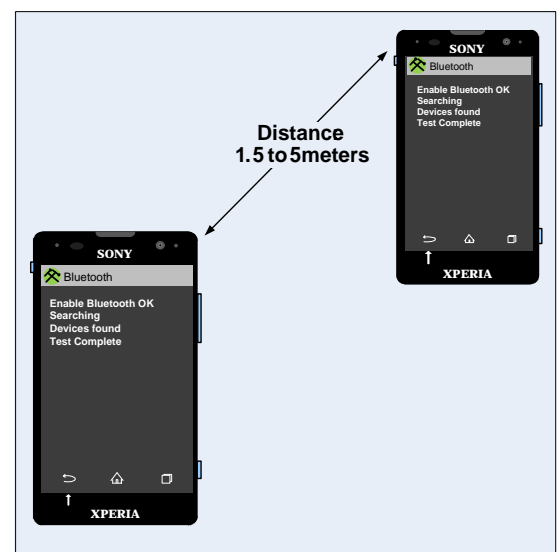 SONY
Bluetooth
Enable Bluetooth OK
Searching
Devices found
Test Complete
XPERIA
Distance
1.5 to 5meters
SONY
Bluetooth
Enable Bluetooth OK
Searching
Devices found
Test Complete
XPERIA